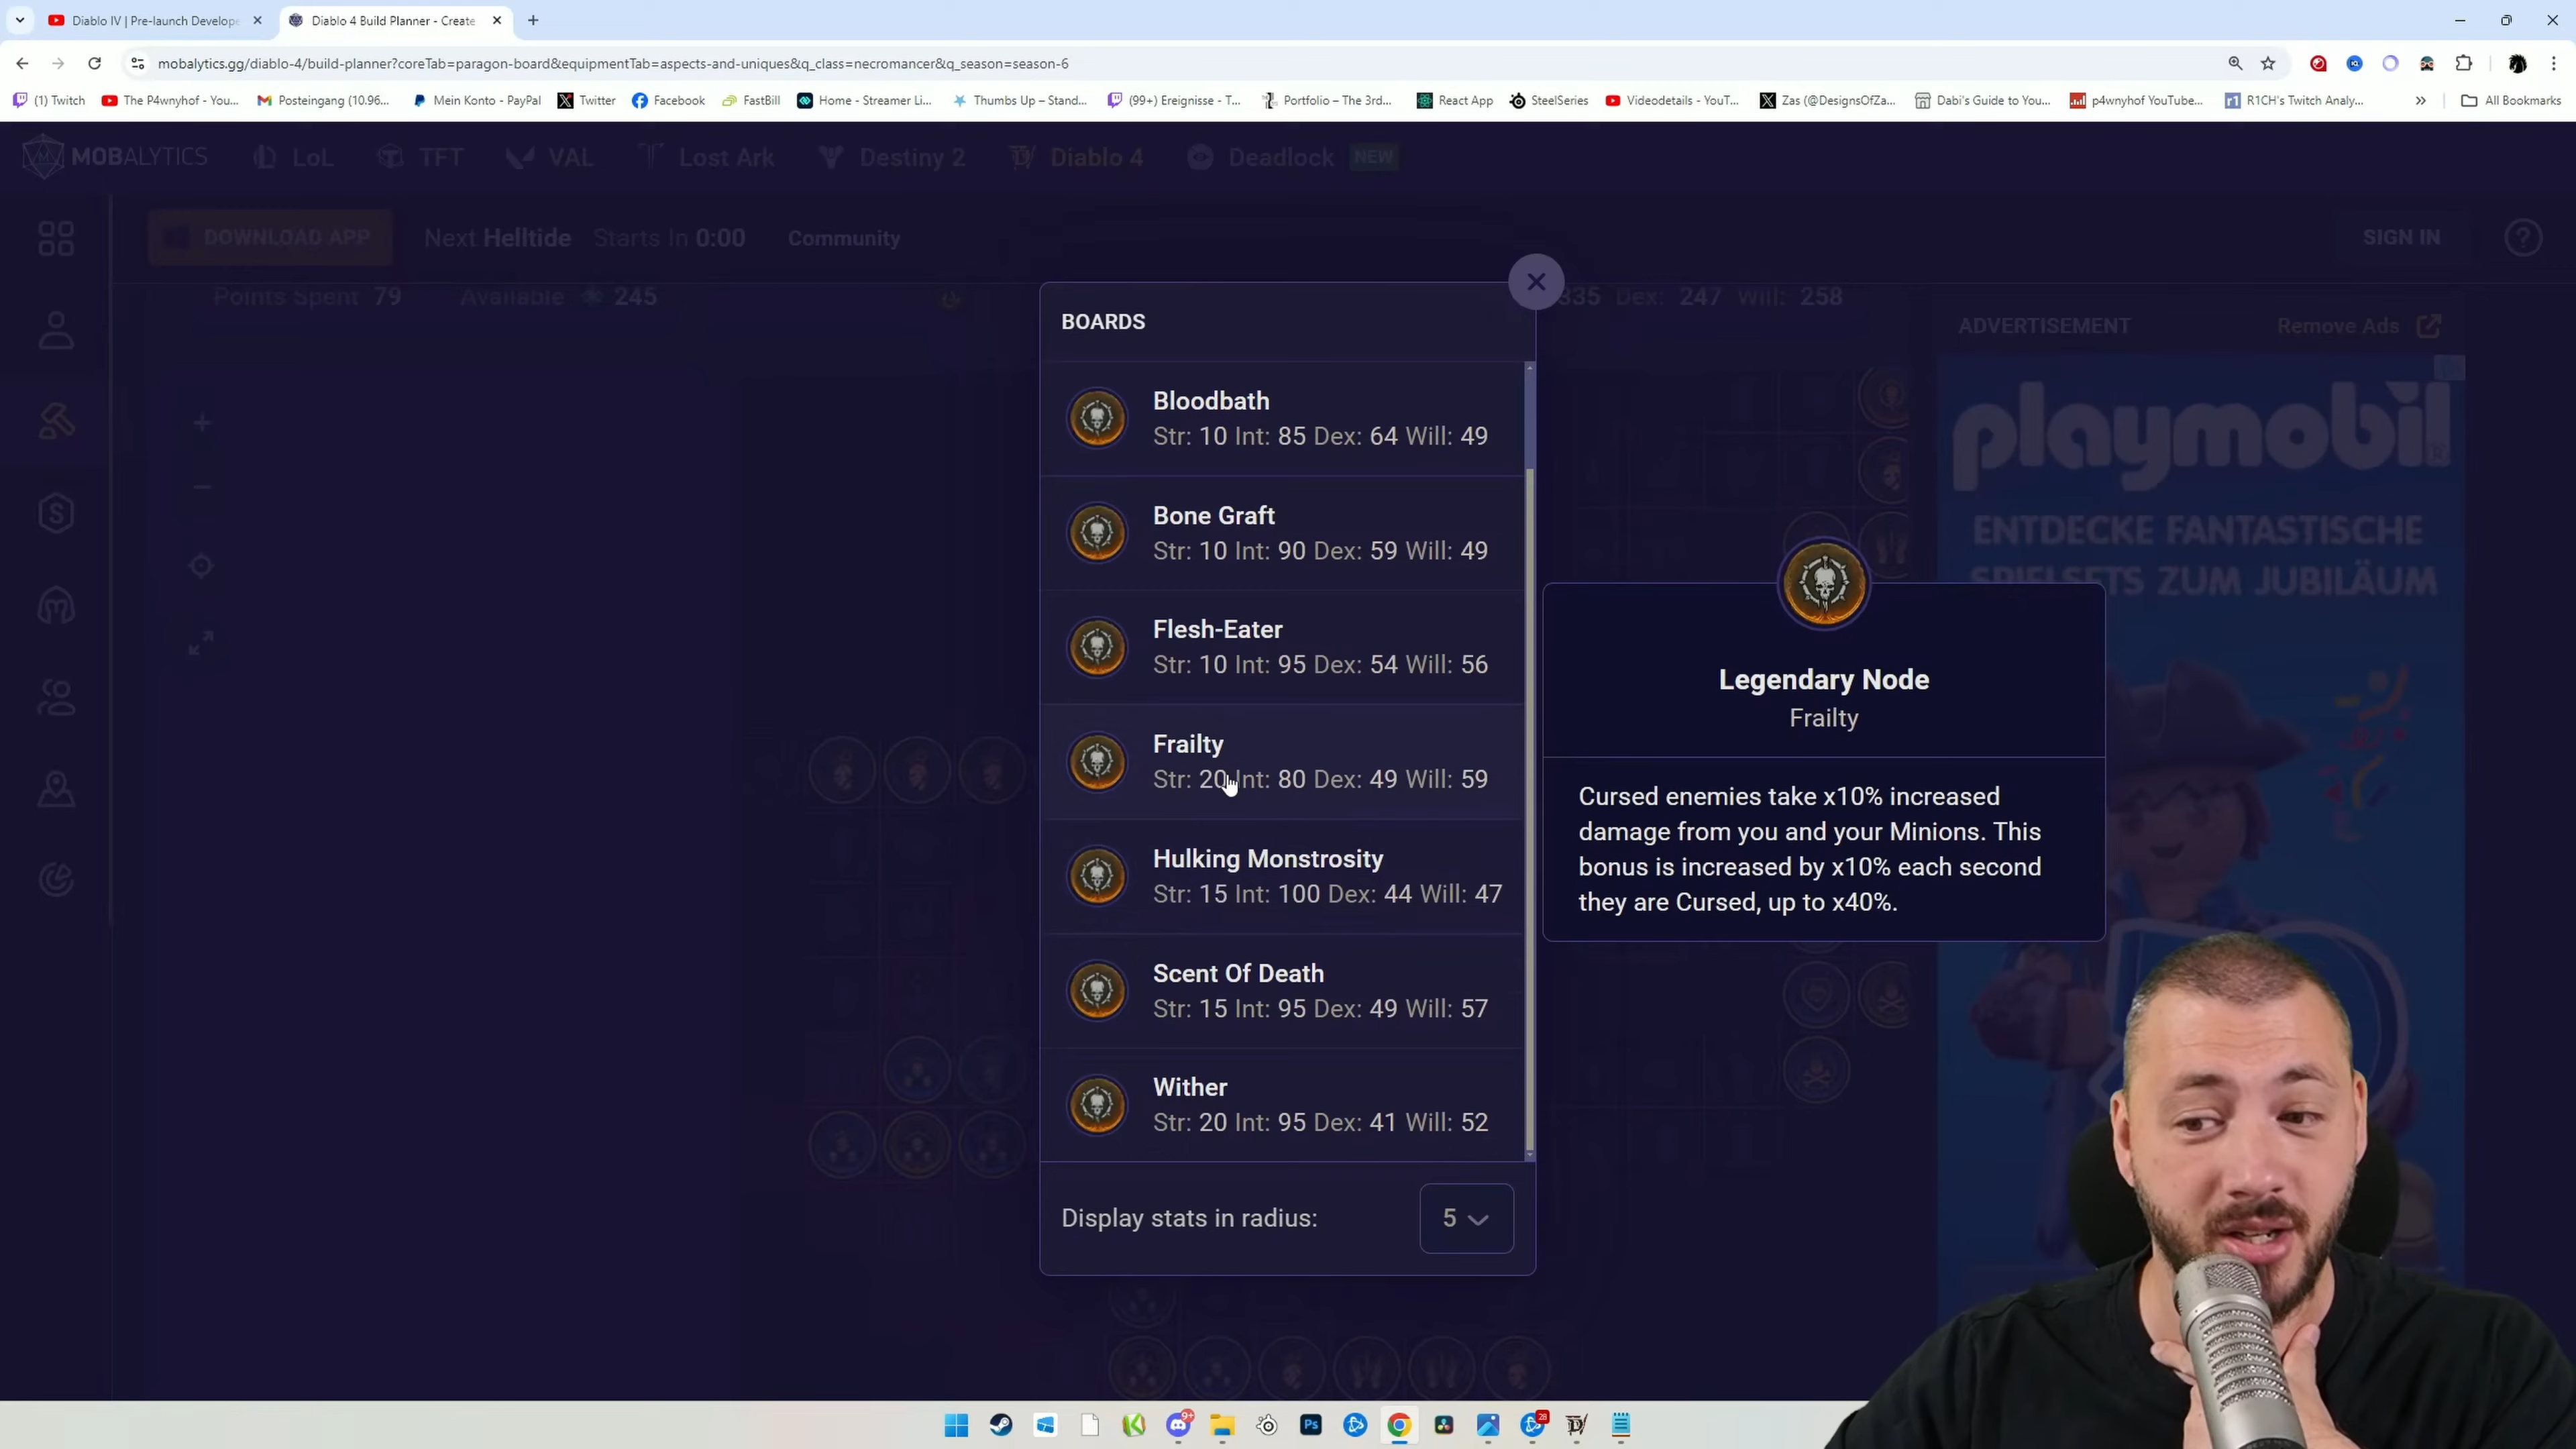 Diablo IV | Pre-launch Develope
Diablo 4 Build Planner - Create
mobalytics.gg/diablo-4/build-planner?coreTab=paragon-board&equipmentTab=aspects-and-uniques&q_class=necromancer&q_season=season-6
(1) Twitch
The P4wnyhof - You...
Posteingang (10.96...
Mein Konto - PayPal
Twitter
Facebook
FastBill
Home - Streamer Li...
Thumbs Up – Stand...
(99+) Ereignisse - T...
Portfolio – The 3rd...
React App
SteelSeries
Videodetails - YouT...
Zas (@DesignsOfZa...
Dabi's Guide to You...
p4wnyhof YouTube...
R1CH's Twitch Analy...
All Bookmarks
MOBALYTICS
LoL
TFT
VAL
Lost Ark
Destiny 2
Diablo 4
Deadlock
NEW
DOWNLOAD APP
Next Helltide
Starts In 0:00
Community
SIGN IN
Points Spent 79
Available 245
335 Dex: 247 Will: 258
BOARDS
Bloodbath
Str: 10 Int: 85 Dex: 64 Will: 49
Bone Graft
Str: 10 Int: 90 Dex: 59 Will: 49
Flesh-Eater
Str: 10 Int: 95 Dex: 54 Will: 56
Frailty
Str: 20 Int: 80 Dex: 49 Will: 59
Hulking Monstrosity
Str: 15 Int: 100 Dex: 44 Will: 47
Scent Of Death
Str: 15 Int: 95 Dex: 49 Will: 57
Wither
Str: 20 Int: 95 Dex: 41 Will: 52
Display stats in radius:
5
Legendary Node
Frailty
Cursed enemies take x10% increased
damage from you and your Minions. This
bonus is increased by x10% each second
they are Cursed, up to x40%.
ADVERTISEMENT
Remove Ads
playmobil
ENTDECKE FANTASTISCHE
SPIELSETS ZUM JUBILÄUM
9+
Ps
28